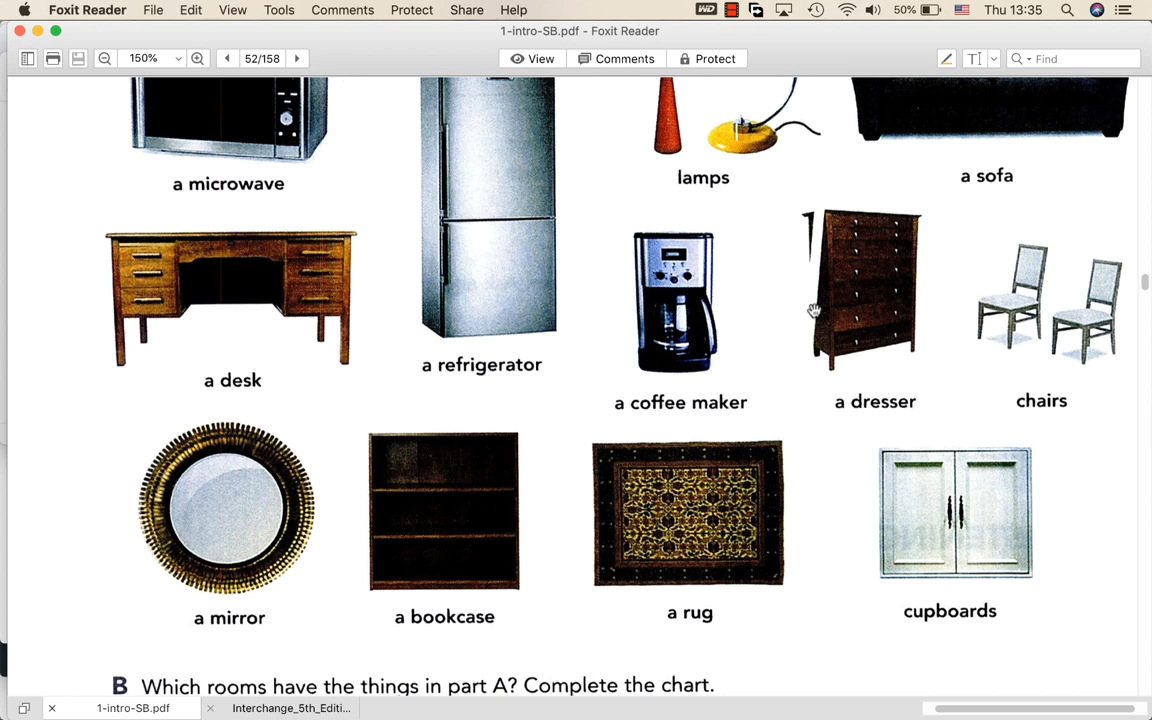 Foxit Reader File Edit View Tools Comments Protect Share Help 50% Thu 13:35
1-intro-SB.pdf - Foxit Reader
150% 52/158 View Comments Protect Find
a microwave
lamps
a sofa
a desk
a refrigerator
a coffee maker
a dresser
chairs
a mirror
a bookcase
a rug
cupboards
B Which rooms have the things in part A? Complete the chart.
1-intro-SB.pdf Interchange_5th_Editi...